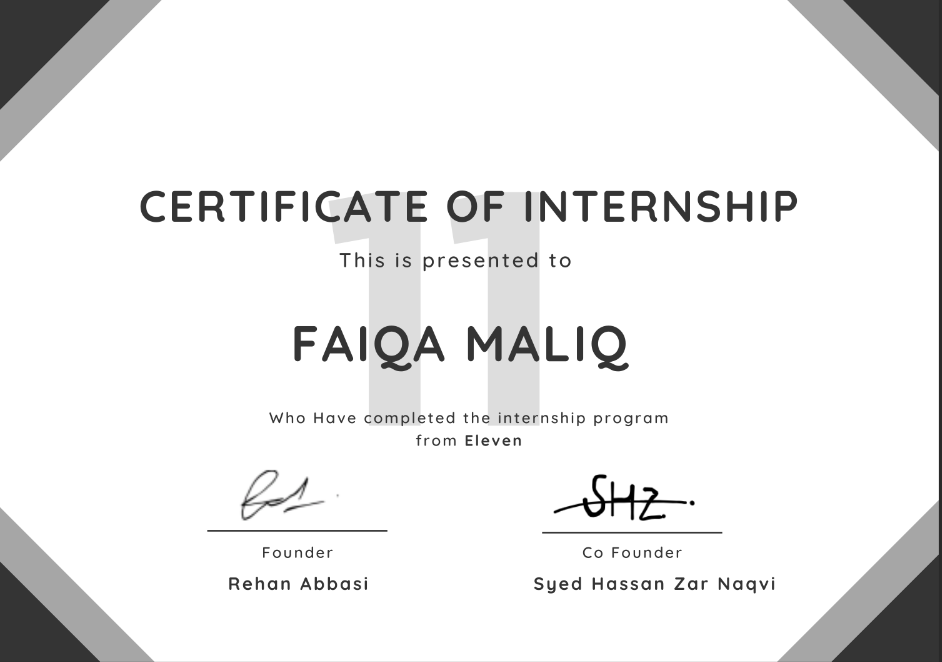 CERTIFICATE OF INTERNSHIP
This is presented to
FAIQA MALIQ
11
Who Have completed the internship program
from Eleven
SHZ.
Founder
Co Founder
Rehan Abbasi
Syed Hassan Zar Naqvi